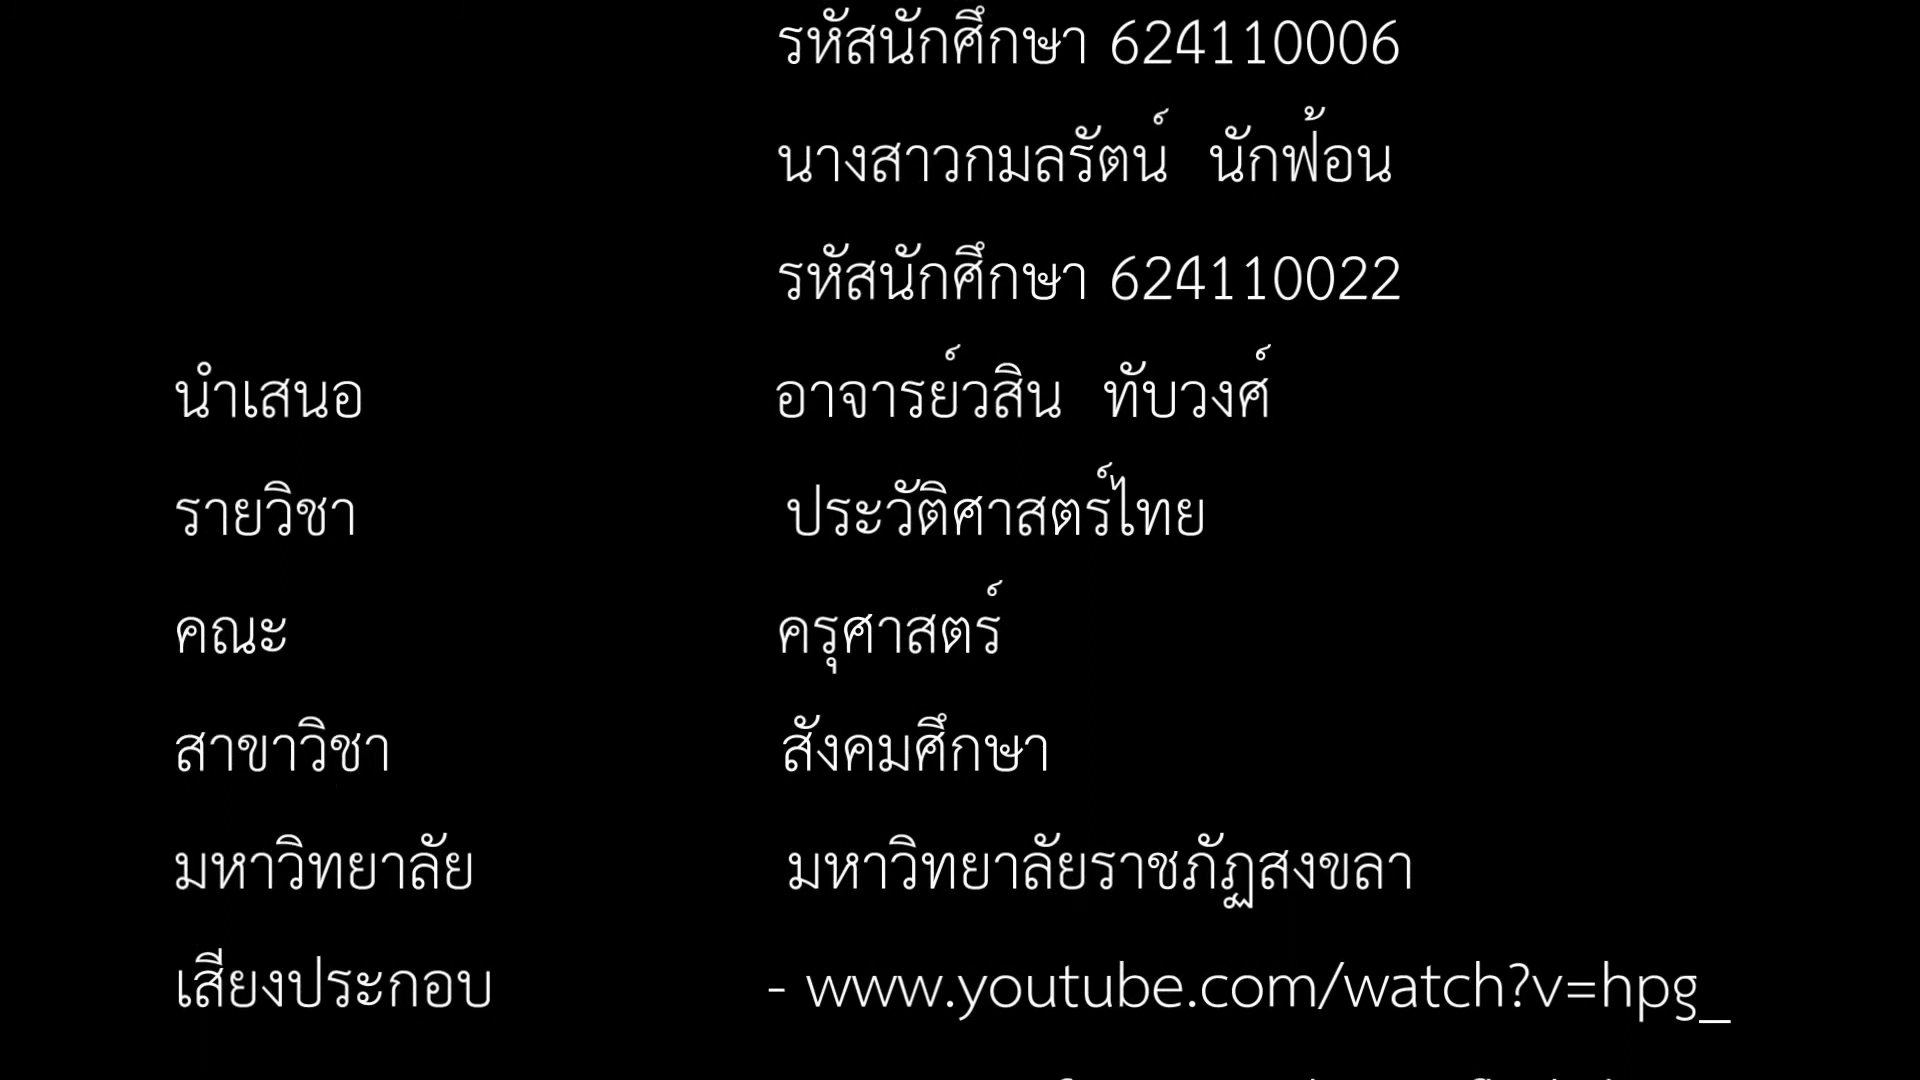 รหัสนักศึกษา 624110006
นางสาวกมลรัตน์ นักฟ้อน
รหัสนักศึกษา 624110022
นำเสนอ อาจารย์วสิน ทับวงศ์
รายวิชา ประวัติศาสตร์ไทย
คณะ ครุศาสตร์
สาขาวิชา สังคมศึกษา
มหาวิทยาลัย มหาวิทยาลัยราชภัฏสงขลา
เสียงประกอบ - www.youtube.com/watch?v=hpg_